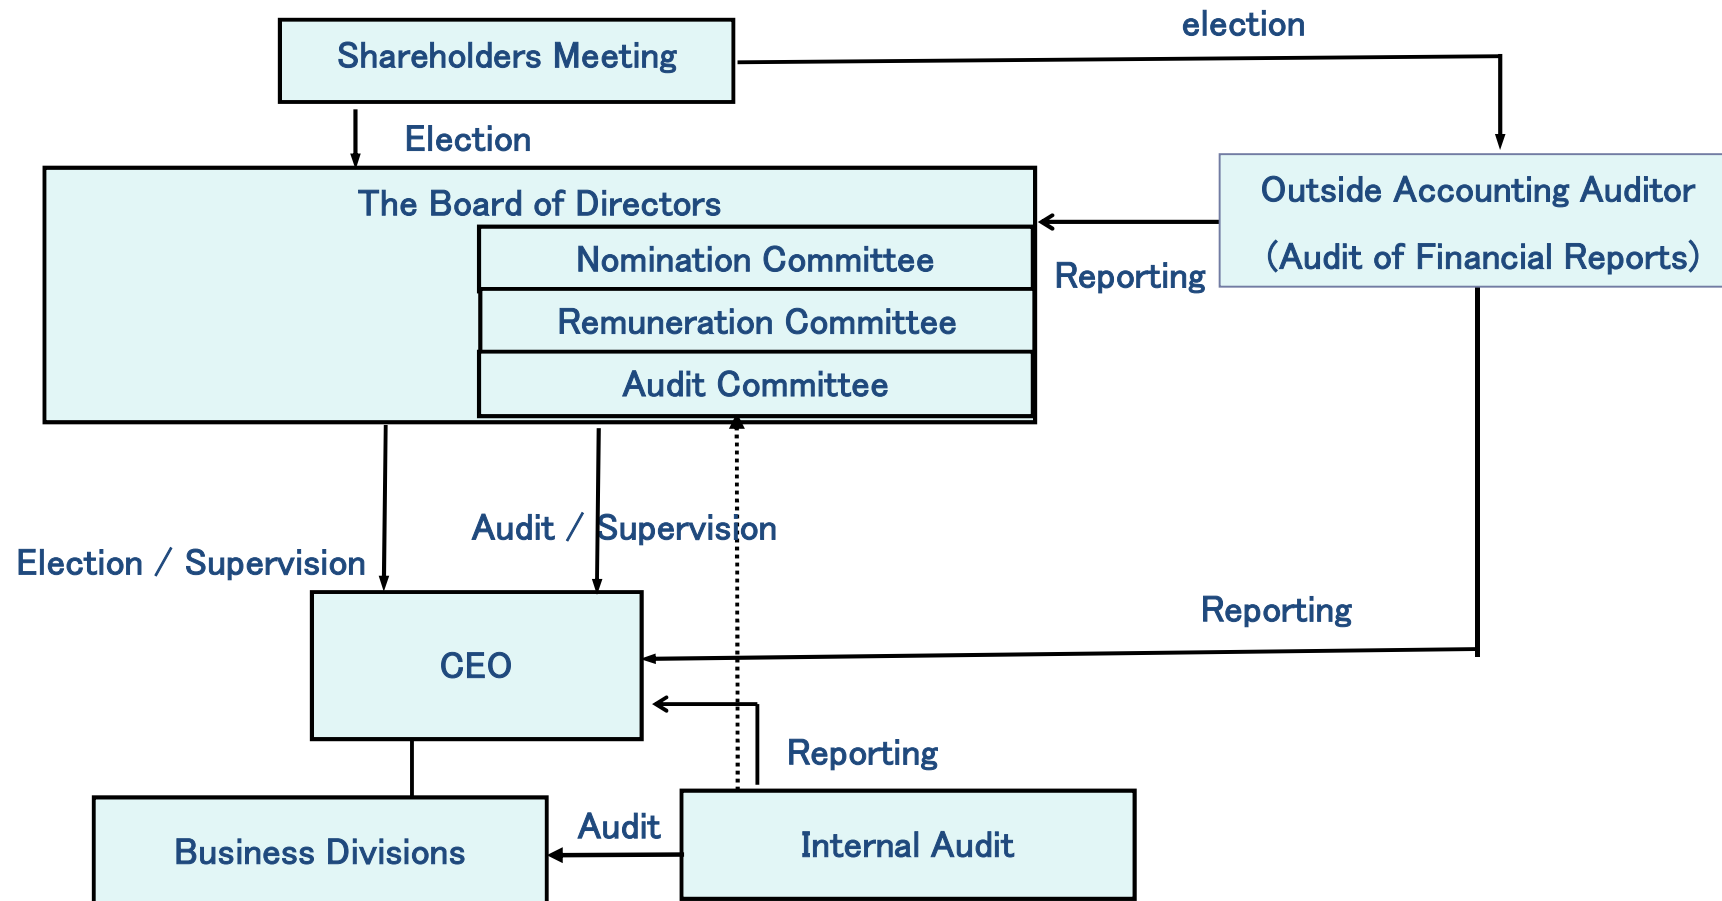 election
Shareholders Meeting
Election
The Board of Directors
Outside Accounting Auditor
(Audit of Financial Reports)
Nomination Committee
Reporting
Remuneration Committee
Audit Committee
Audit / Supervision
Election / Supervision
Reporting
CEO
Reporting
Audit
Business Divisions
Internal Audit